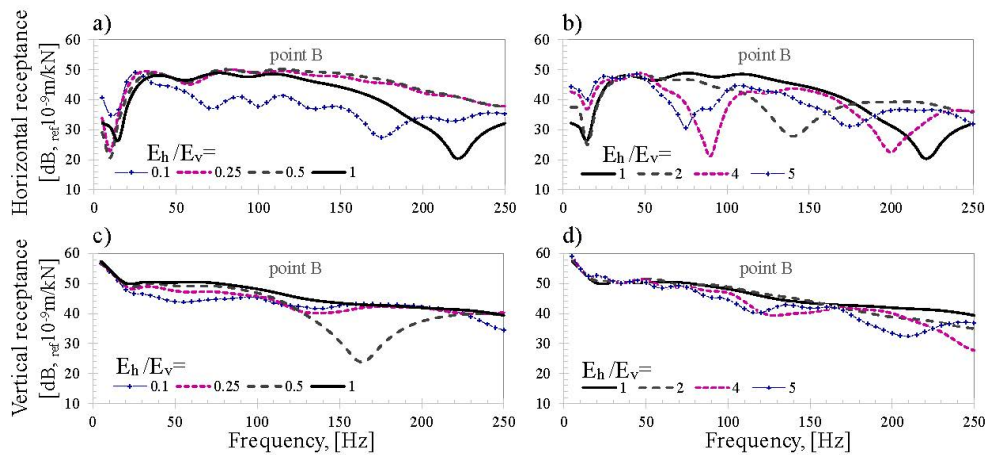 a)
b)
Horizontal receptance
[dB, ref10⁻⁹m/kN]
60
50
40
30
20
10
point B
E_h/E_v=
0.1 0.25 0.5 1
0 50 100 150 200 250
60
50
40
30
20
10
point B
E_h/E_v=
1 2 4 5
0 50 100 150 200 250
c)
d)
Vertical receptance
[dB, ref10⁻⁹m/kN]
60
50
40
30
20
10
point B
E_h/E_v=
0.1 0.25 0.5 1
0 50 100 150 200 250
Frequency, [Hz]
60
50
40
30
20
10
point B
E_h/E_v=
1 2 4 5
0 50 100 150 200 250
Frequency, [Hz]